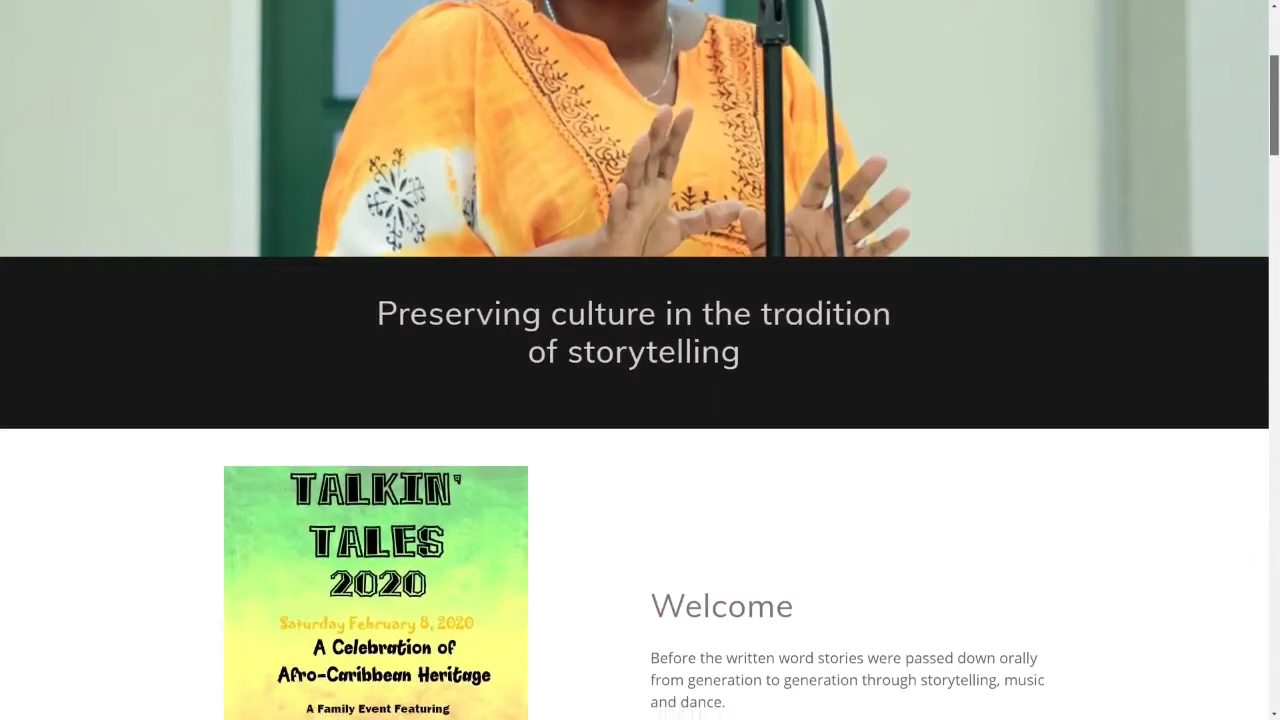 Preserving culture in the tradition
of storytelling
TALKIN'
TALES
2020
Saturday February 8, 2020
A Celebration of
Afro-Caribbean Heritage
A Family Event Featuring
Welcome
Before the written word stories were passed down orally
from generation to generation through storytelling, music
and dance.